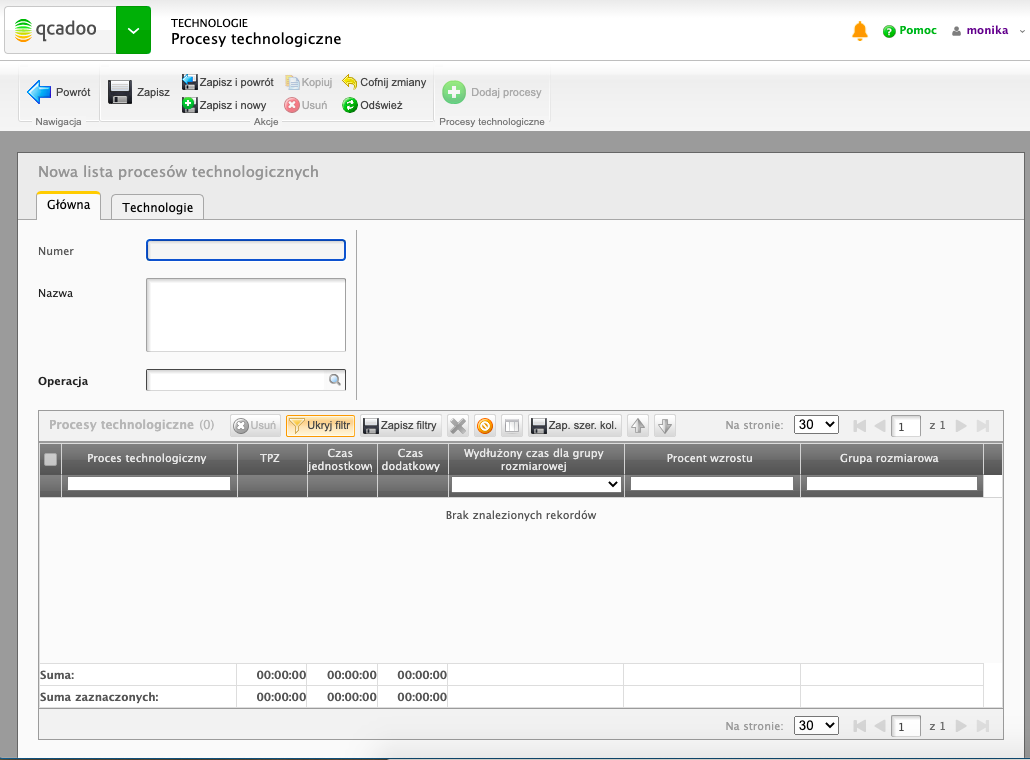 qcadoo
TECHNOLOGIE
Procesy technologiczne
Pomoc
monika
Powrót
Nawigacja
Zapisz
Zapisz i powrót
Kopiuj
Cofnij zmiany
Zapisz i nowy
Usuń
Odśwież
Akcje
Dodaj procesy
Procesy technologiczne
Nowa lista procesów technologicznych
Główna
Technologie
Numer
Nazwa
Operacja
Procesy technologiczne (0)
Usuń
Ukryj filtr
Zapisz filtry
Zap. szer. kol.
Na stronie:
30
1
z 1
Proces technologiczny
TPZ
Czas
jednostkowy
Czas
dodatkowy
Wydłużony czas dla grupy
rozmiarowej
Procent wzrostu
Grupa rozmiarowa
Brak znalezionych rekordów
Suma:
00:00:00
00:00:00
00:00:00
Suma zaznaczonych:
00:00:00
00:00:00
00:00:00
Na stronie:
30
1
z 1